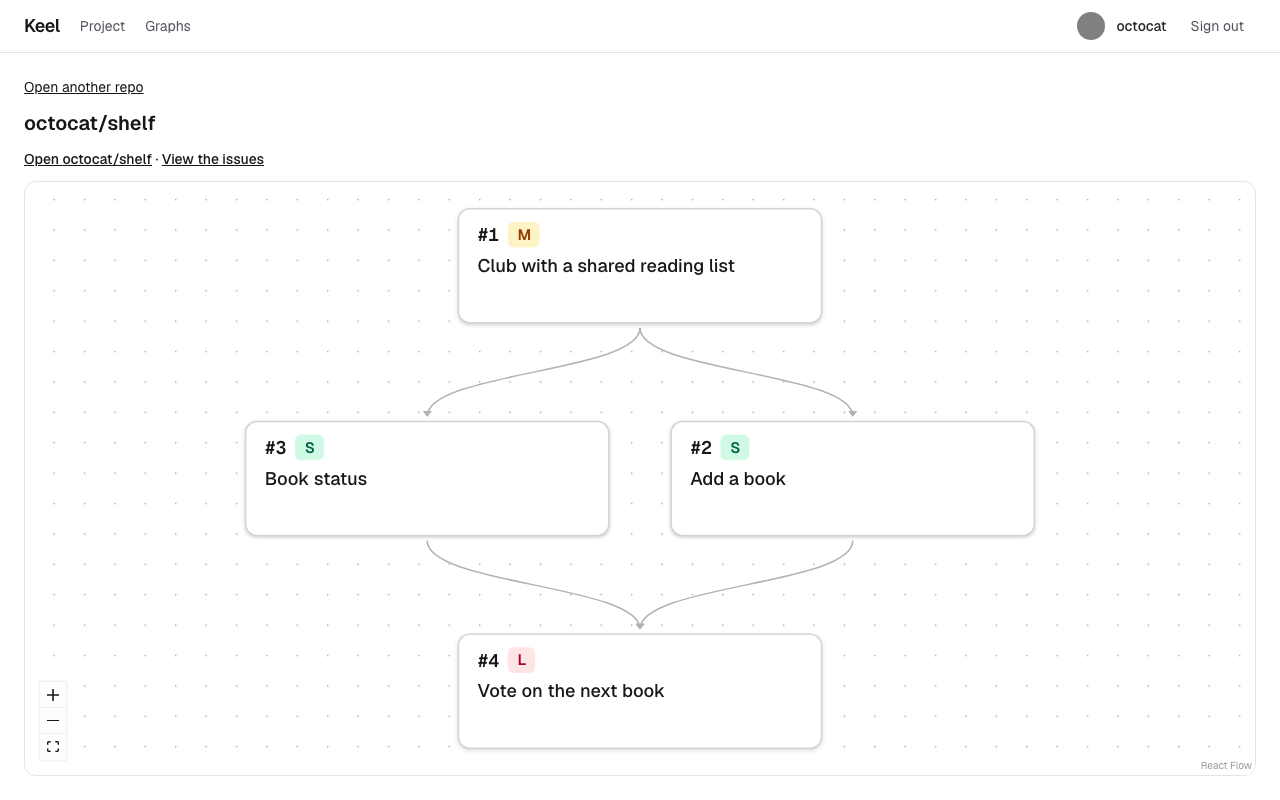 Keel Project Graphs octocat Sign out
Open another repo
octocat/shelf
Open octocat/shelf · View the issues
#1 M
Club with a shared reading list
#3 S
Book status
#2 S
Add a book
#4 L
Vote on the next book
React Flow